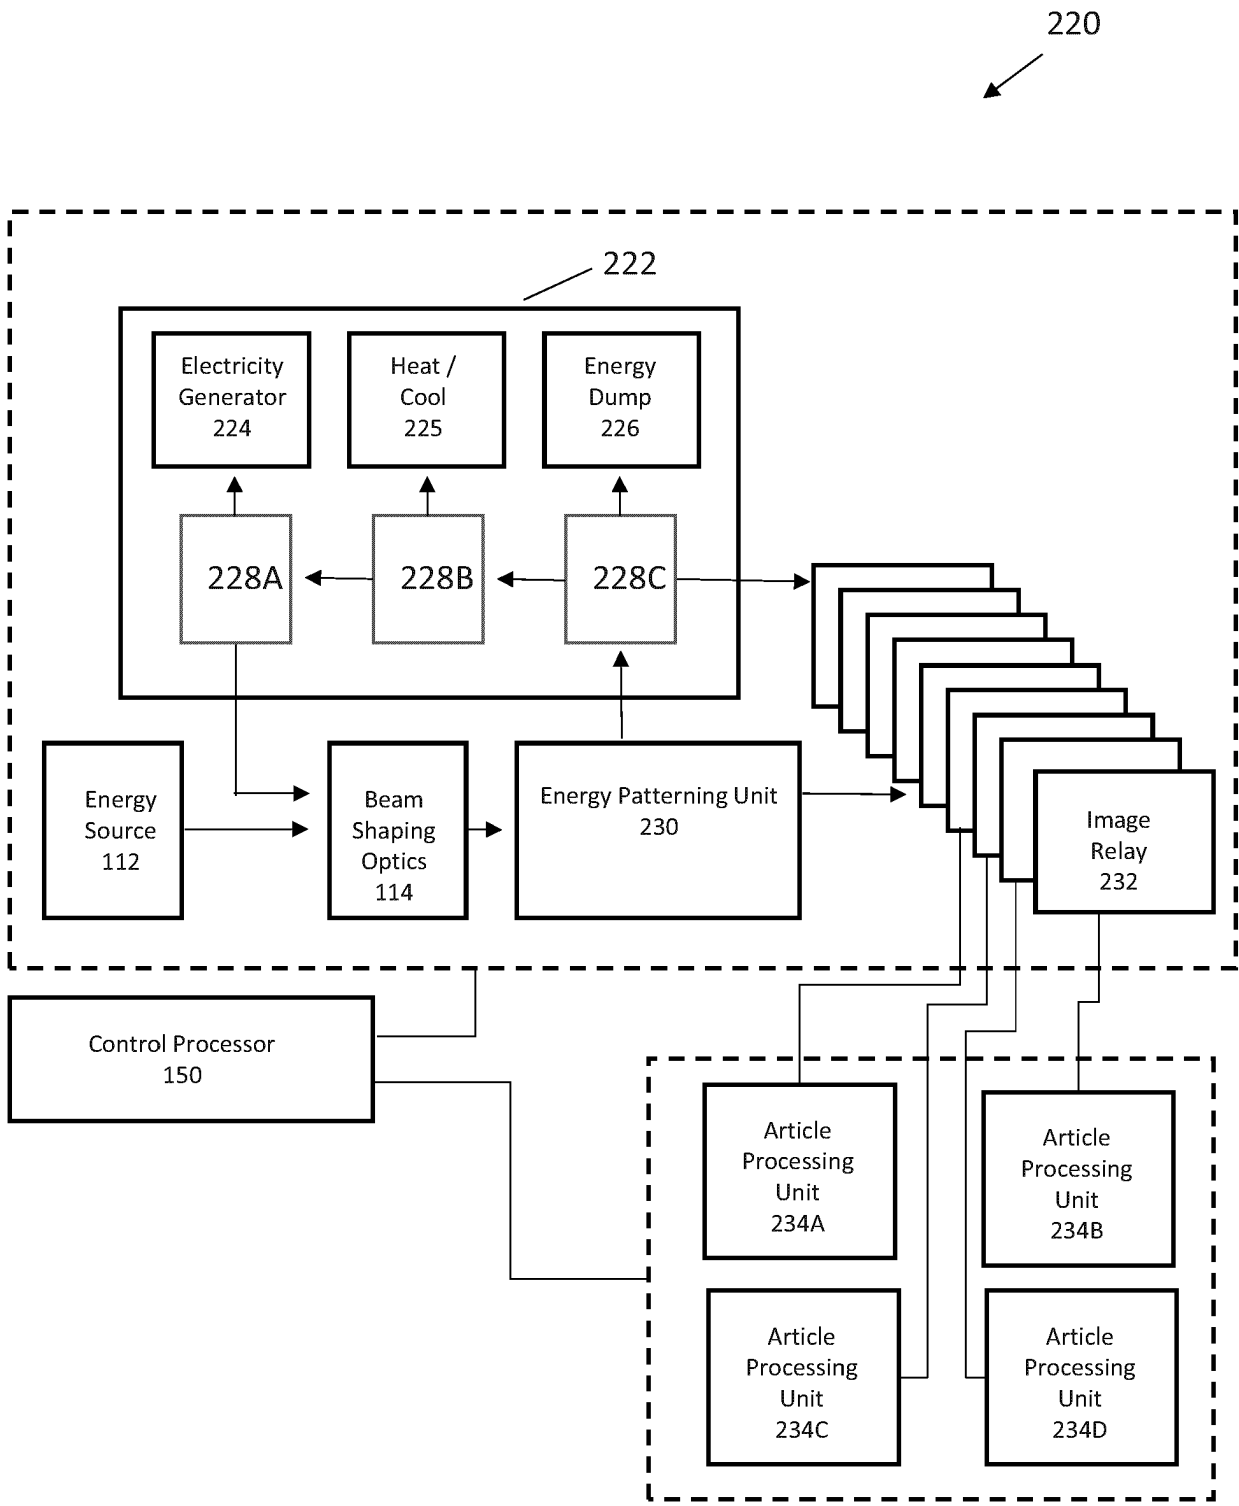 220
222
Electricity
Generator
224
Heat /
Cool
225
Energy
Dump
226
228A
228B
228C
Energy
Source
112
Beam
Shaping
Optics
114
Energy Patterning Unit
230
Image
Relay
232
Control Processor
150
Article
Processing
Unit
234A
Article
Processing
Unit
234B
Article
Processing
Unit
234C
Article
Processing
Unit
234D